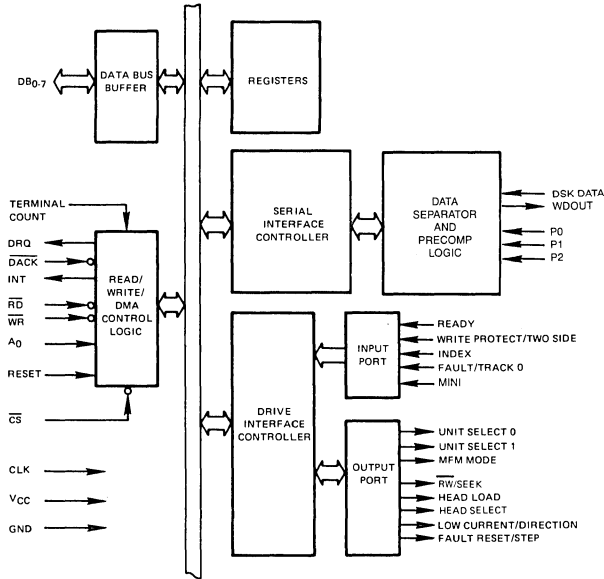 DB0-7
DATA BUS
BUFFER
REGISTERS
SERIAL
INTERFACE
CONTROLLER
DATA
SEPARATOR
AND
PRECOMP
LOGIC
DSK DATA
WDOUT
P0
P1
P2
TERMINAL
COUNT
DRQ
DACK
INT
RD
WR
A0
RESET
CS
READ/
WRITE/
DMA
CONTROL
LOGIC
CLK
VCC
GND
DRIVE
INTERFACE
CONTROLLER
INPUT
PORT
READY
WRITE PROTECT/TWO SIDE
INDEX
FAULT/TRACK 0
MINI
OUTPUT
PORT
UNIT SELECT 0
UNIT SELECT 1
MFM MODE
RW/SEEK
HEAD LOAD
HEAD SELECT
LOW CURRENT/DIRECTION
FAULT RESET/STEP